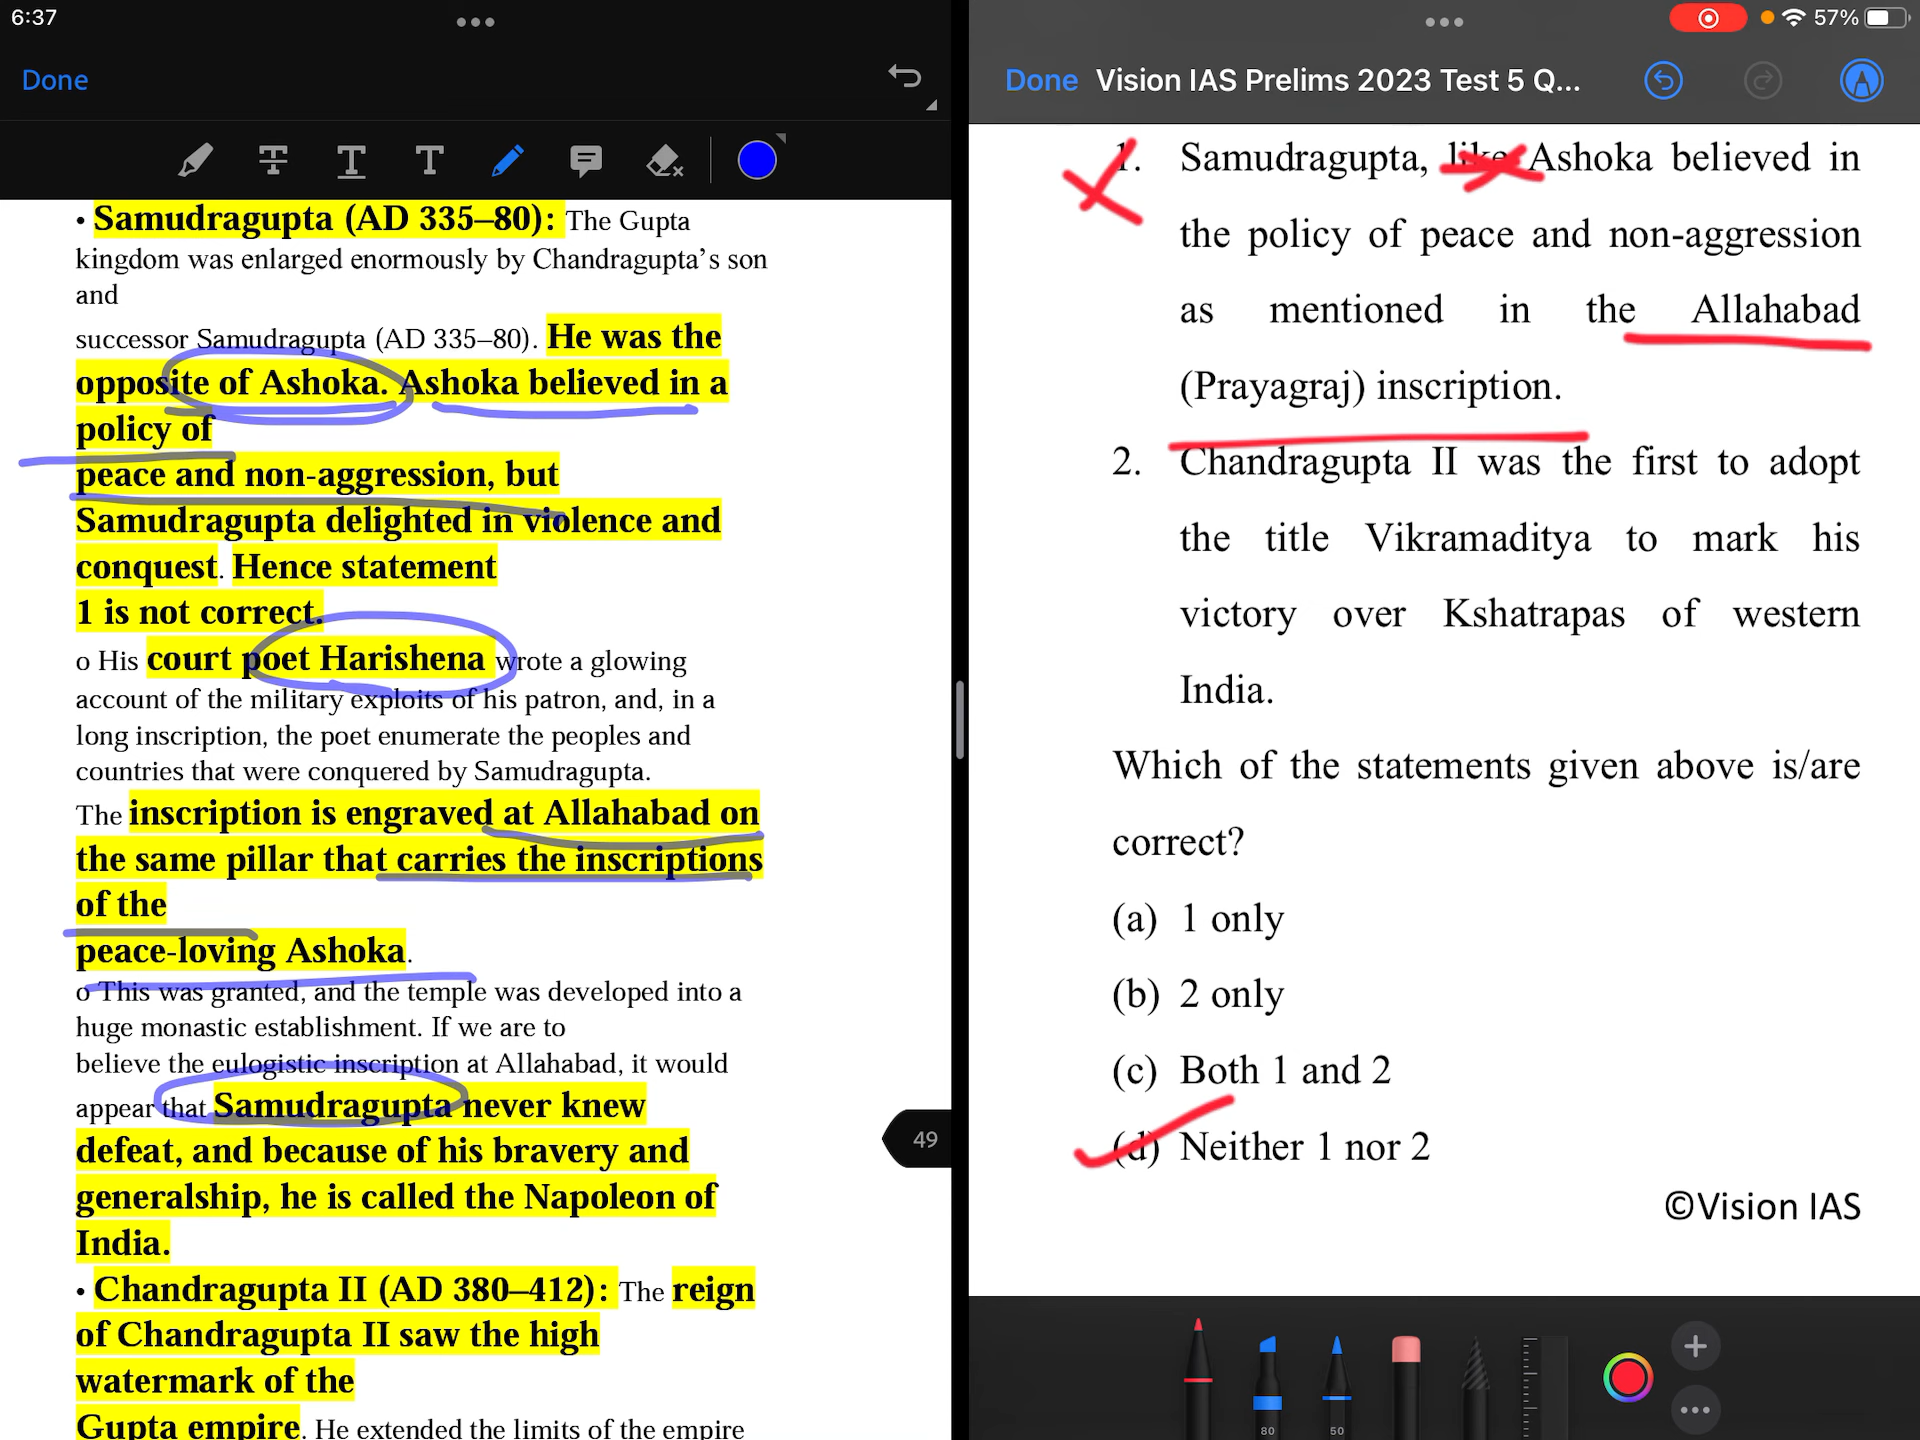 6:37
Done
• Samudragupta (AD 335–80): The Gupta
kingdom was enlarged enormously by Chandragupta’s son
and
successor Samudragupta (AD 335–80). He was the
opposite of Ashoka. Ashoka believed in a
policy of
peace and non-aggression, but
Samudragupta delighted in violence and
conquest. Hence statement
1 is not correct.
o His court poet Harishena wrote a glowing
account of the military exploits of his patron, and, in a
long inscription, the poet enumerate the peoples and
countries that were conquered by Samudragupta.
The inscription is engraved at Allahabad on
the same pillar that carries the inscriptions
of the
peace-loving Ashoka.
o This was granted, and the temple was developed into a
huge monastic establishment. If we are to
believe the eulogistic inscription at Allahabad, it would
appear that Samudragupta never knew
defeat, and because of his bravery and
generalship, he is called the Napoleon of
India.
• Chandragupta II (AD 380–412): The reign
of Chandragupta II saw the high
watermark of the
Gupta empire. He extended the limits of the empire
49
57%
Done Vision IAS Prelims 2023 Test 5 Q...
1. Samudragupta, like Ashoka believed in
the policy of peace and non-aggression
as mentioned in the Allahabad
(Prayagraj) inscription.
2. Chandragupta II was the first to adopt
the title Vikramaditya to mark his
victory over Kshatrapas of western
India.
Which of the statements given above is/are
correct?
(a) 1 only
(b) 2 only
(c) Both 1 and 2
(d) Neither 1 nor 2
©Vision IAS
80
50